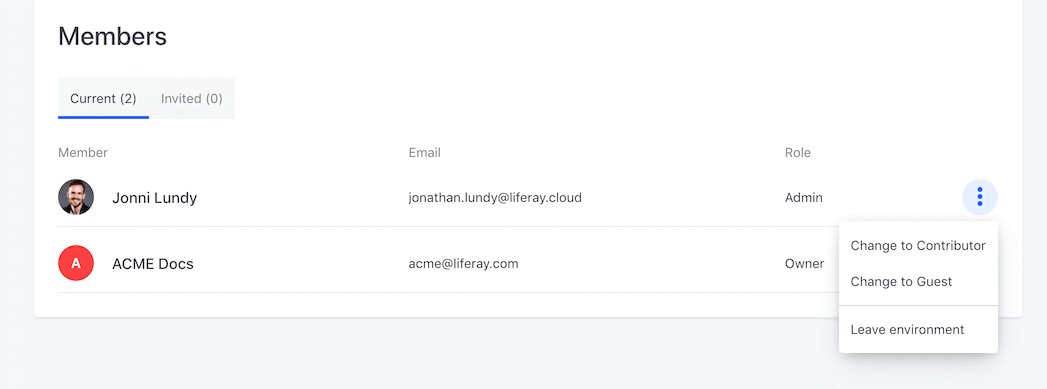 Members
Current (2) Invited (0)
Member Email Role
Jonni Lundy jonathan.lundy@liferay.cloud Admin
Change to Contributor
A ACME Docs acme@liferay.com Owner
Change to Guest
Leave environment